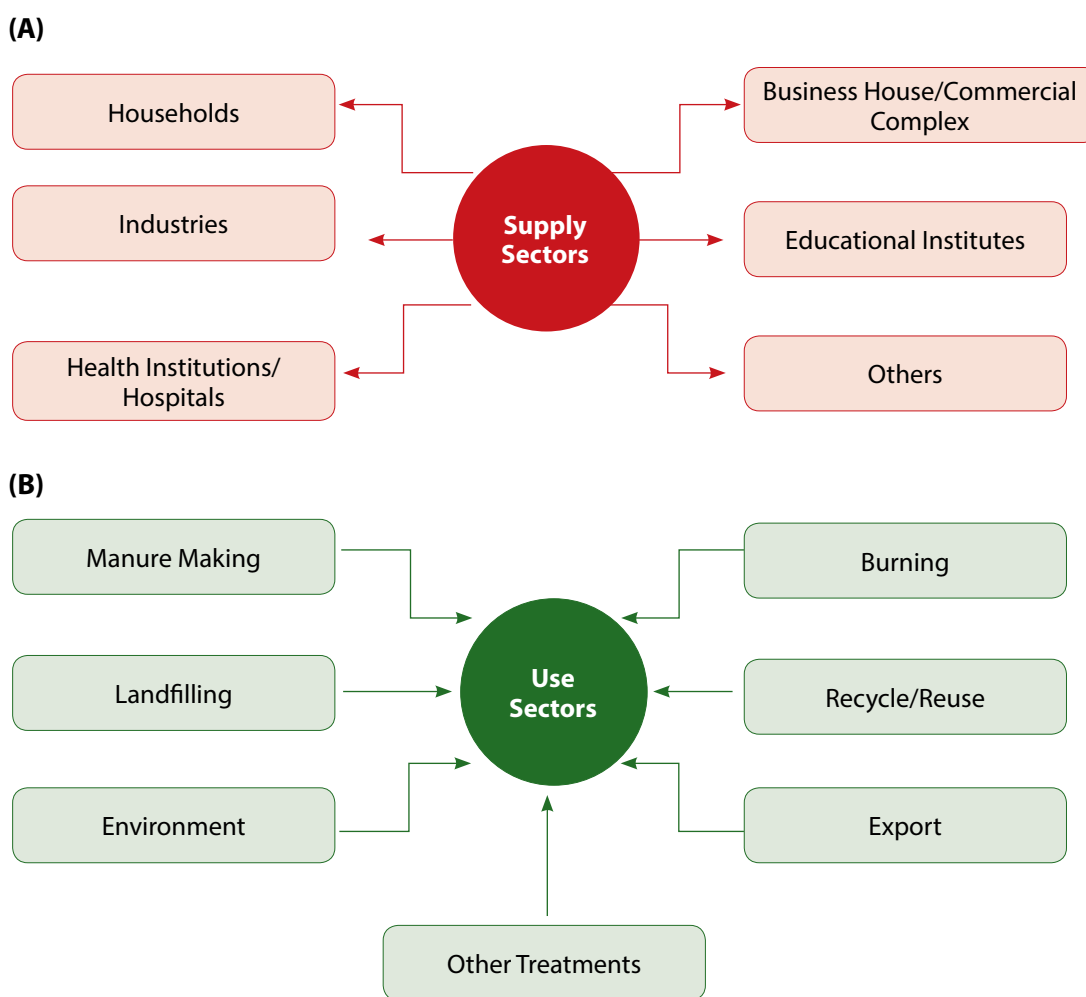 (A)
Households
Business House/Commercial
Complex
Industries
Supply
Sectors
Educational Institutes
Health Institutions/
Hospitals
Others
(B)
Manure Making
Burning
Landfilling
Use
Sectors
Recycle/Reuse
Environment
Export
Other Treatments